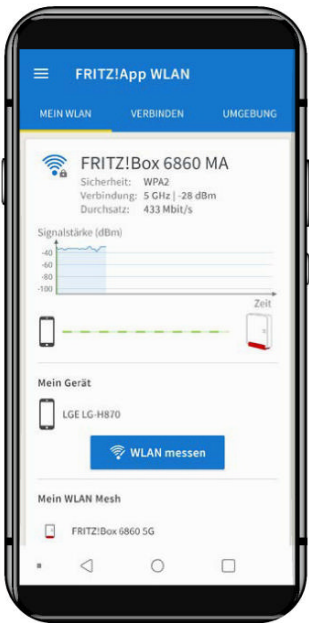 FRITZ!App WLAN
MEIN WLAN VERBINDEN UMGEBUNG
FRITZ!Box 6860 MA
Sicherheit: WPA2
Verbindung: 5 GHz | -28 dBm
Durchsatz: 433 Mbit/s
Signalstärke (dBm)
-40
-60
-80
-100
Zeit
Mein Gerät
LGE LG-H870
WLAN messen
Mein WLAN Mesh
FRITZ!Box 6860 5G